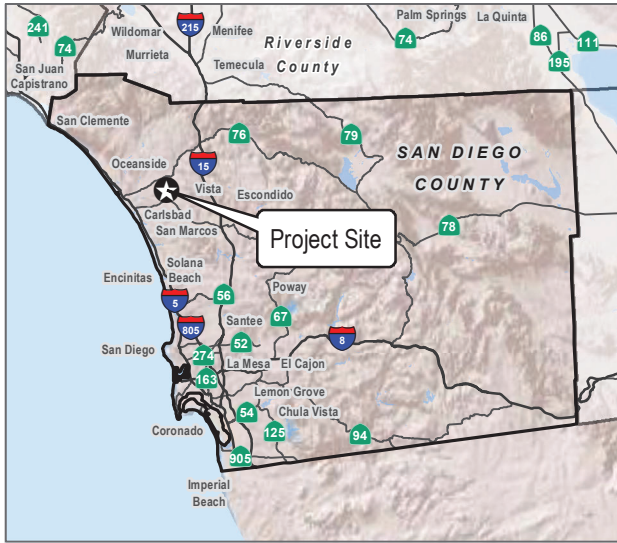 241
Wildomar
215
Menifee
Palm Springs
La Quinta
74
Murrieta
Riverside
County
74
86
111
San Juan
Capistrano
Temecula
195
San Clemente
76
79
SAN DIEGO
COUNTY
Oceanside
15
Vista
Escondido
Carlsbad
San Marcos
Project Site
78
Solana
Beach
Encinitas
5
56
Poway
805
Santee
67
8
San Diego
274
52
163
La Mesa
El Cajon
Lemon Grove
54
Chula Vista
Coronado
125
94
905
Imperial
Beach